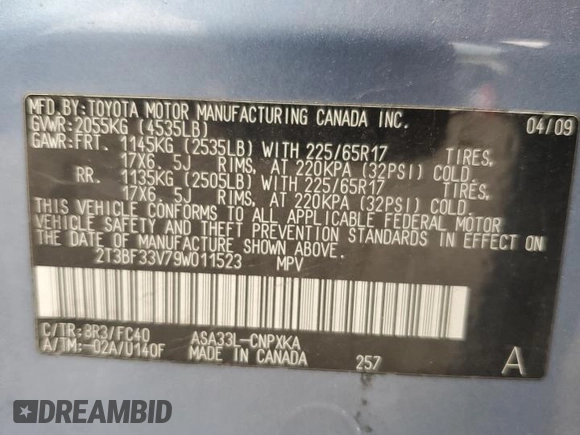 MFD.BY:TOYOTA MOTOR MANUFACTURING CANADA INC. 04/09
GVWR:2055KG (4535LB)
GAWR:FRT. 1145KG (2535LB) WITH 225/65R17 TIRES,
17X6. 5J RIMS, AT 220KPA (32PSI) COLD.
RR. 1135KG (2505LB) WITH 225/65R17 TIRES,
17X6. 5J RIMS, AT 220KPA (32PSI) COLD.
THIS VEHICLE CONFORMS TO ALL APPLICABLE FEDERAL MOTOR
VEHICLE SAFETY AND THEFT PREVENTION STANDARDS IN EFFECT ON
THE DATE OF MANUFACTURE SHOWN ABOVE.
2T3BF33V79W011523 MPV
C/TR:8R3/FC40 ASA33L-CNPXKA
A/TM:-02A/U140F MADE IN CANADA 257 A
DREAMBID